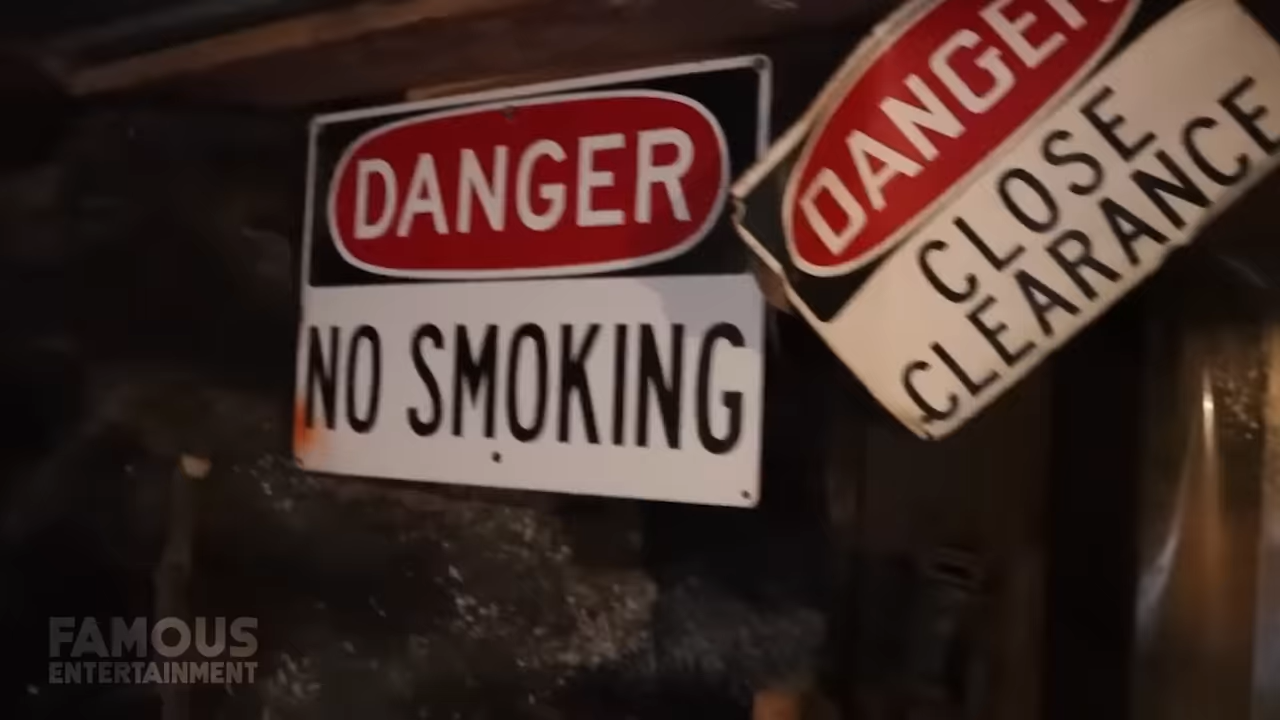 DANGER
NO SMOKING
DANGER
CLOSE
CLEARANCE
FAMOUS
ENTERTAINMENT